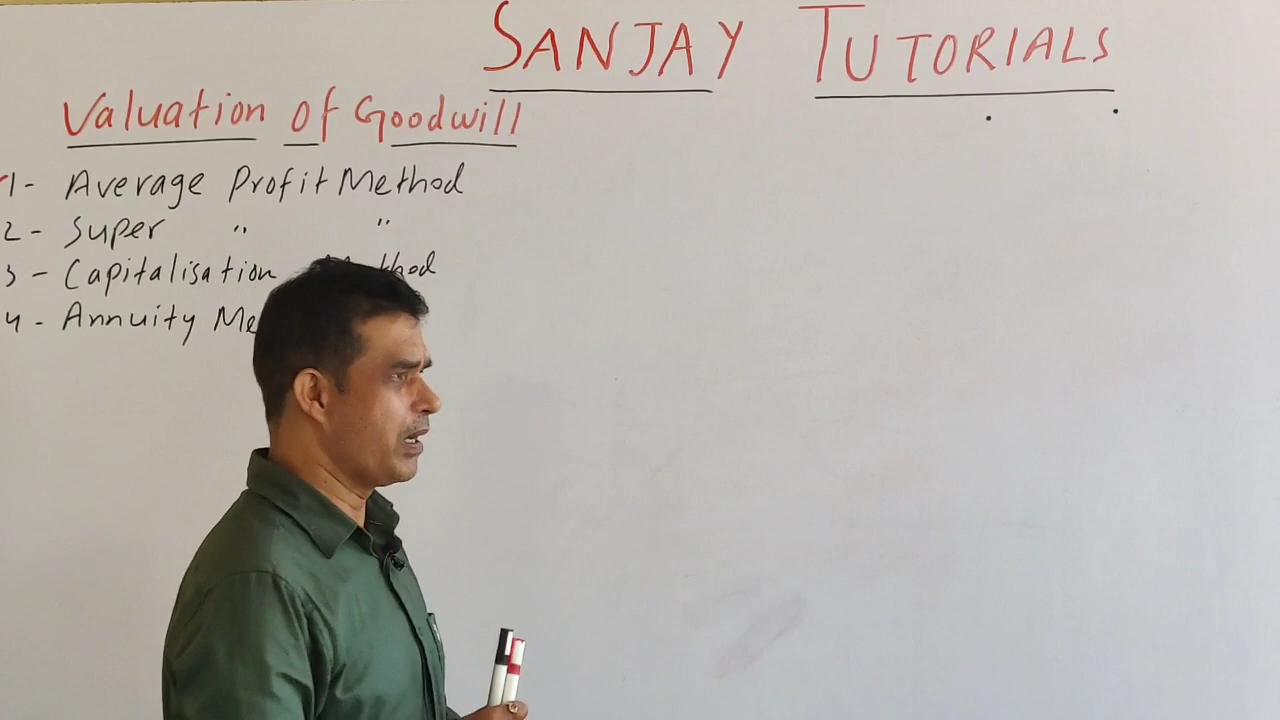 SANJAY TUTORIALS
Valuation of Goodwill
1- Average Profit Method
2- Super " "
3- Capitalisation
4- Annuity